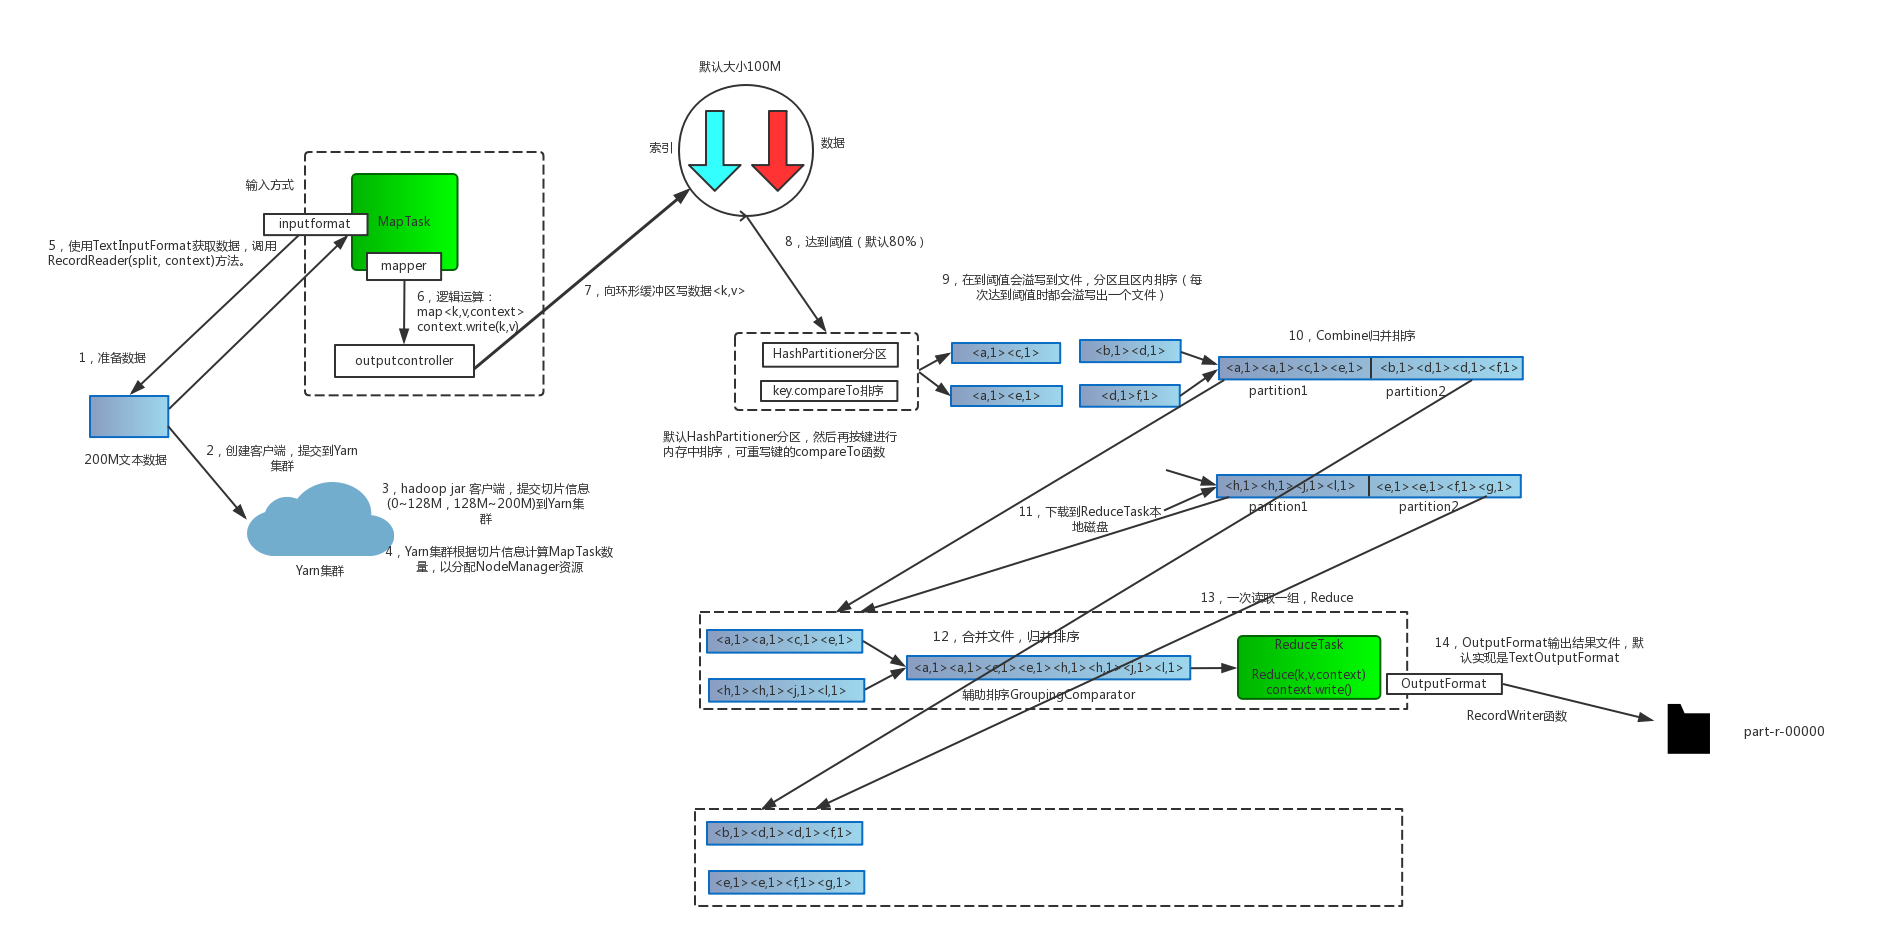 默认大小100M
索引
数据
输入方式
inputformat
MapTask
mapper
5，使用TextInputFormat获取数据，调用
RecordReader(split, context)方法。
6，逻辑运算：
map<k,v,context>
context.write(k,v)
outputcontroller
7，向环形缓冲区写数据<k,v>
8，达到阈值（默认80%）
1，准备数据
200M文本数据
2，创建客户端，提交到Yarn
集群
3，hadoop jar 客户端，提交切片信息
(0~128M，128M~200M)到Yarn集
群
4，Yarn集群根据切片信息计算MapTask数
量，以分配NodeManager资源
Yarn集群
9，在到阈值会溢写到文件，分区且区内排序（每
次达到阈值时都会溢写出一个文件）
HashPartitioner分区
key.compareTo排序
默认HashPartitioner分区，然后再按键进行
内存中排序，可重写键的compareTo函数
<a,1><c,1>
<b,1><d,1>
<a,1><e,1>
<d,1>f,1>
10，Combine归并排序
<a,1><a,1><c,1><e,1>
<b,1><d,1><d,1><f,1>
partition1
partition2
<h,1><h,1><j,1><l,1>
<e,1><e,1><f,1><g,1>
partition1
partition2
11，下载到ReduceTask本
地磁盘
13，一次读取一组，Reduce
<a,1><a,1><c,1><e,1>
<h,1><h,1><j,1><l,1>
12，合并文件，归并排序
<a,1><a,1><c,1><e,1><h,1><h,1><j,1><l,1>
辅助排序GroupingComparator
ReduceTask
Reduce(k,v,context)
context.write()
14，OutputFormat输出结果文件，默
认实现是TextOutputFormat
OutputFormat
RecordWriter函数
part-r-00000
<b,1><d,1><d,1><f,1>
<e,1><e,1><f,1><g,1>